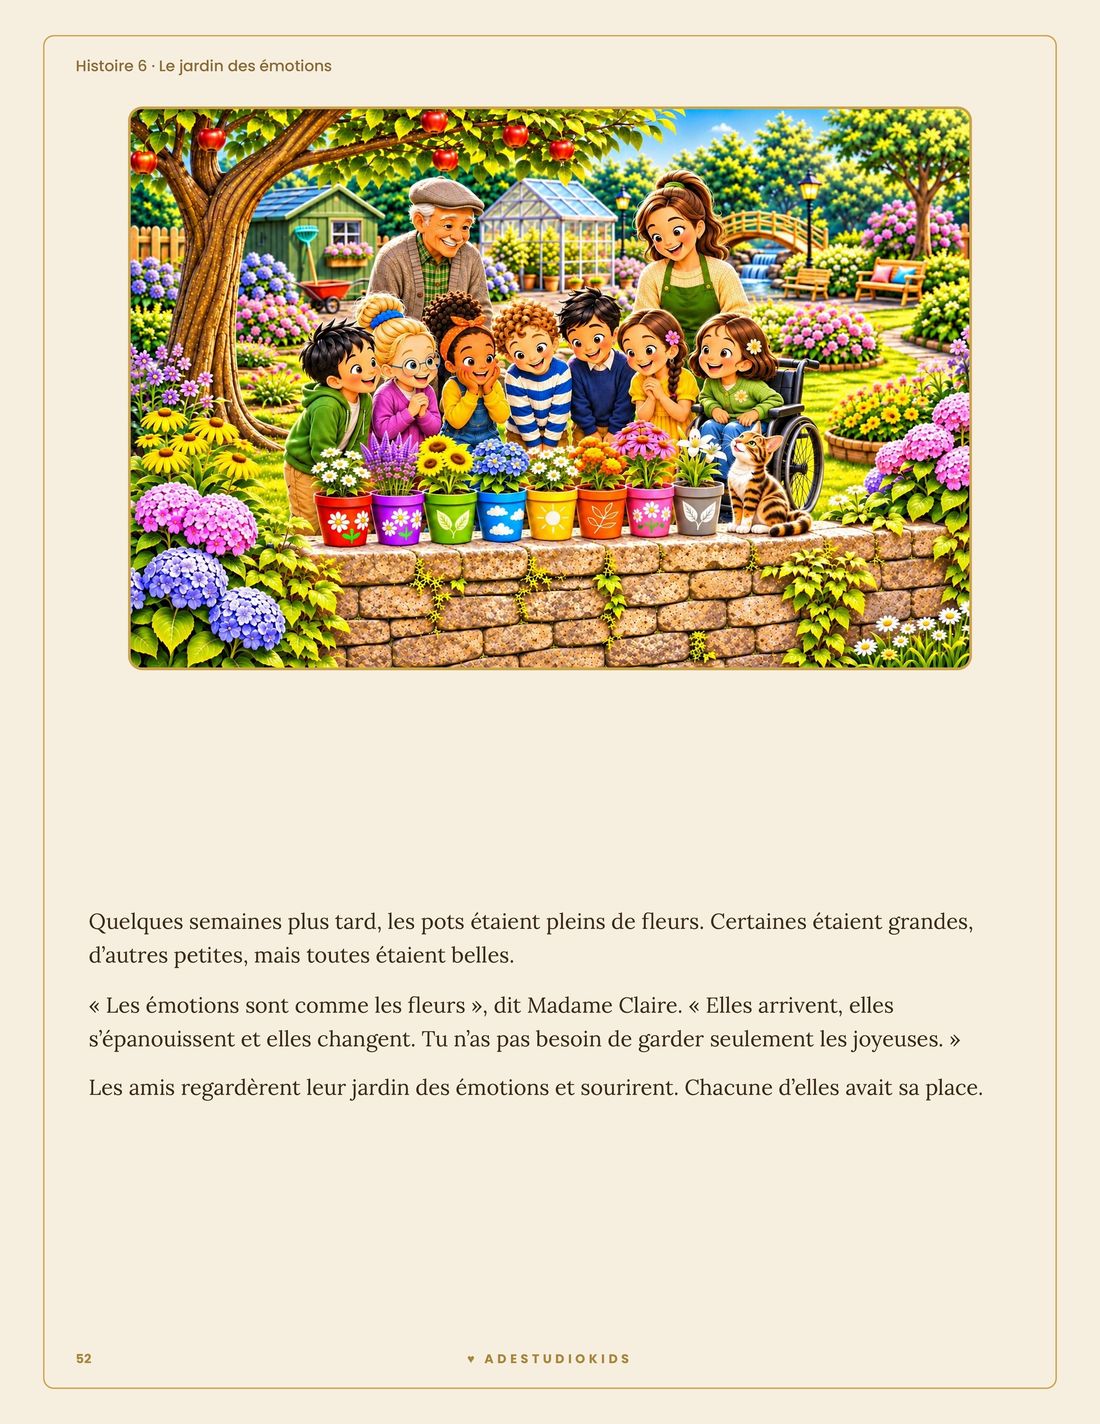 Histoire 6 · Le jardin des émotions
Quelques semaines plus tard, les pots étaient pleins de fleurs. Certaines étaient grandes,
d’autres petites, mais toutes étaient belles.
« Les émotions sont comme les fleurs », dit Madame Claire. « Elles arrivent, elles
s’épanouissent et elles changent. Tu n’as pas besoin de garder seulement les joyeuses. »
Les amis regardèrent leur jardin des émotions et sourirent. Chacune d’elles avait sa place.
52
♥ ADESTUDIOKIDS